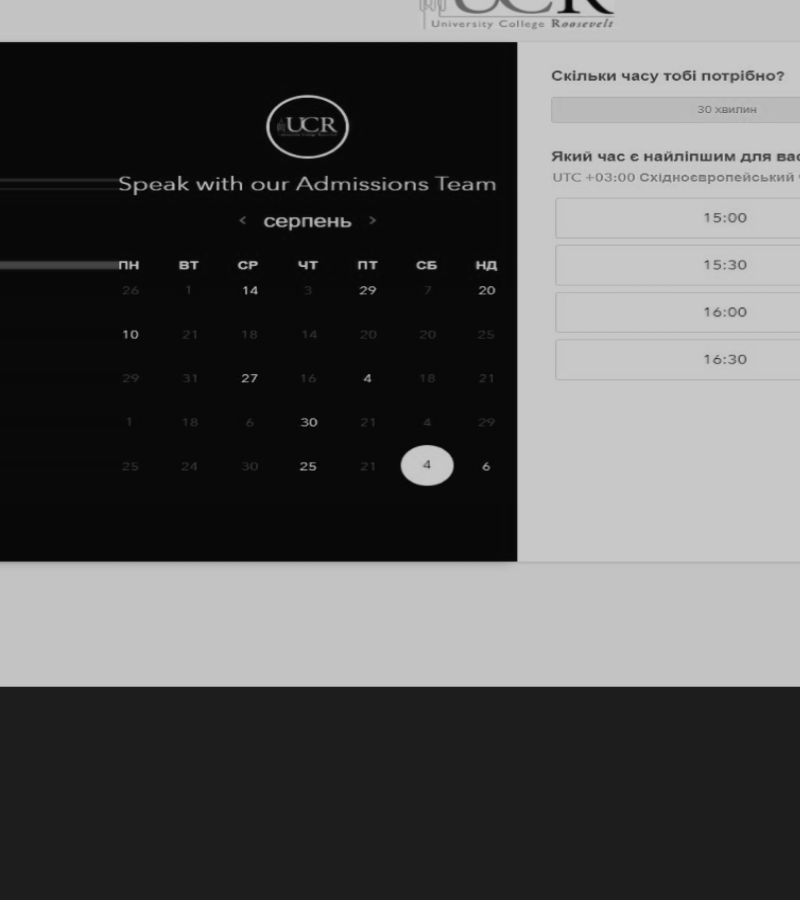 UCR
University College Roosevelt
UCR
Speak with our Admissions Team
< серпень >
ПН ВТ СР ЧТ ПТ СБ НД
26 1 14 3 29 7 20
10 21 18 14 20 20 25
29 31 27 16 4 18 21
1 18 6 30 21 4 29
25 24 30 25 21 4 6
Скільки часу тобі потрібно?
30 хвилин
Який час є найліпшим для вас
UTC +03:00 Східноєвропейський
15:00
15:30
16:00
16:30